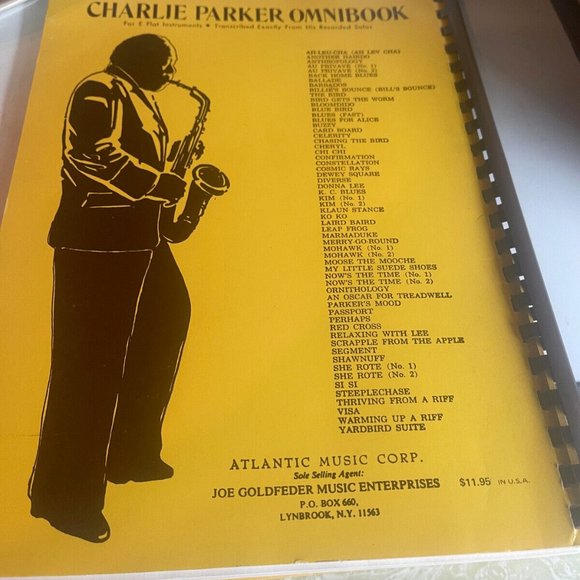 CHARLIE PARKER OMNIBOOK
For E Flat Instruments • Transcribed Exactly From His Recorded Solos
AH-LEU-CHA (AH LEV CHA)
ANOTHER HAIRDO
ANTHROPOLOGY
AU PRIVAVE (No. 1)
AU PRIVAVE (No. 2)
BACK HOME BLUES
BALLADE
BARBADOS
BILLIE'S BOUNCE (BILL'S BOUNCE)
THE BIRD
BIRD GETS THE WORM
BLOOMDIDO
BLUE BIRD
BLUES (FAST)
BLUES FOR ALICE
BUZZY
CARD BOARD
CELERITY
CHASING THE BIRD
CHERYL
CHI CHI
CONFIRMATION
CONSTELLATION
COSMIC RAYS
DEWEY SQUARE
DIVERSE
DONNA LEE
K. C. BLUES
KIM (No. 1)
KIM (No. 2)
KLAUN STANCE
KO KO
LAIRD BAIRD
LEAP FROG
MARMADUKE
MERRY-GO-ROUND
MOHAWK (No. 1)
MOHAWK (No. 2)
MOOSE THE MOOCHE
MY LITTLE SUEDE SHOES
NOW'S THE TIME (No. 1)
NOW'S THE TIME (No. 2)
ORNITHOLOGY
AN OSCAR FOR TREADWELL
PARKER'S MOOD
PASSPORT
PERHAPS
RED CROSS
RELAXING WITH LEE
SCRAPPLE FROM THE APPLE
SEGMENT
SHAWNUFF
SHE ROTE (No. 1)
SHE ROTE (No. 2)
SI SI
STEEPLECHASE
THRIVING FROM A RIFF
VISA
WARMING UP A RIFF
YARDBIRD SUITE
ATLANTIC MUSIC CORP.
Sole Selling Agent:
JOE GOLDFEDER MUSIC ENTERPRISES $11.95 IN U.S.A.
P.O. BOX 660,
LYNBROOK, N.Y. 11563